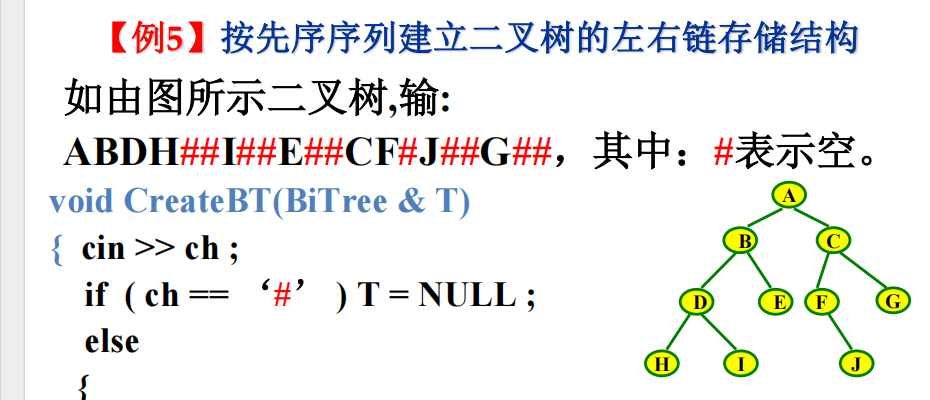 【例5】按先序序列建立二叉树的左右链存储结构
如由图所示二叉树,输:
ABDH##I##E##CF#J##G##，其中：#表示空。
void CreateBT(BiTree & T)
{ cin >> ch ;
if ( ch == ‘#’ ) T = NULL ;
else
{
A
B C
D E F G
H I J